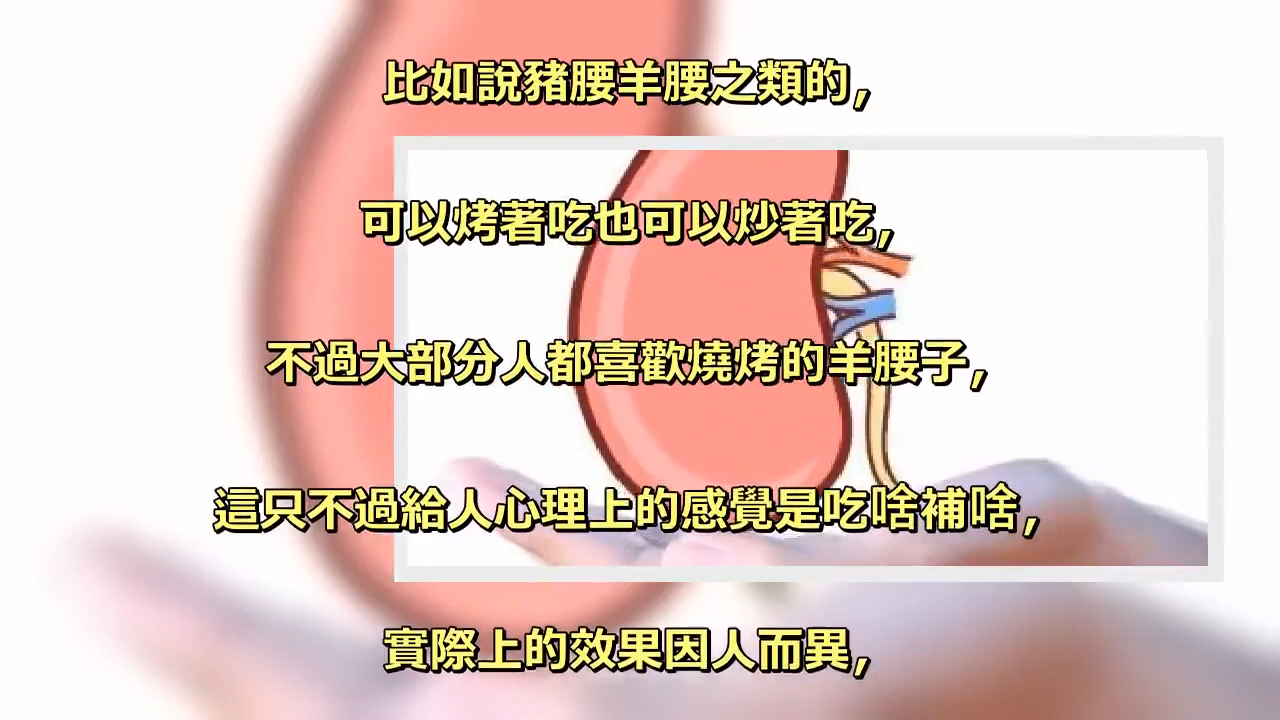 比如說豬腰羊腰之類的，
可以烤著吃也可以炒著吃，
不過大部分人都喜歡燒烤的羊腰子，
這只不過給人心理上的感覺是吃啥補啥，
實際上的效果因人而異，